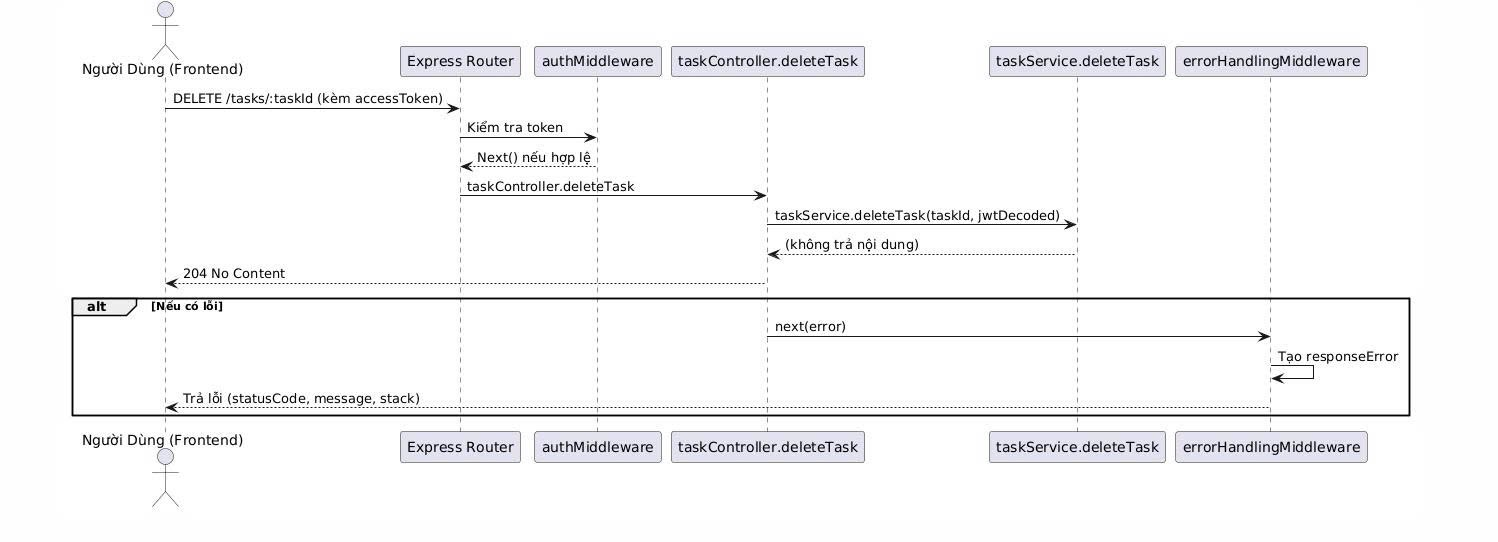 Người Dùng (Frontend)
Express Router
authMiddleware
taskController.deleteTask
taskService.deleteTask
errorHandlingMiddleware
DELETE /tasks/:taskId (kèm accessToken)
Kiểm tra token
Next() nếu hợp lệ
taskController.deleteTask
taskService.deleteTask(taskId, jwtDecoded)
(không trả nội dung)
204 No Content
alt
[Nếu có lỗi]
next(error)
Tạo responseError
Trả lỗi (statusCode, message, stack)
Người Dùng (Frontend)
Express Router
authMiddleware
taskController.deleteTask
taskService.deleteTask
errorHandlingMiddleware